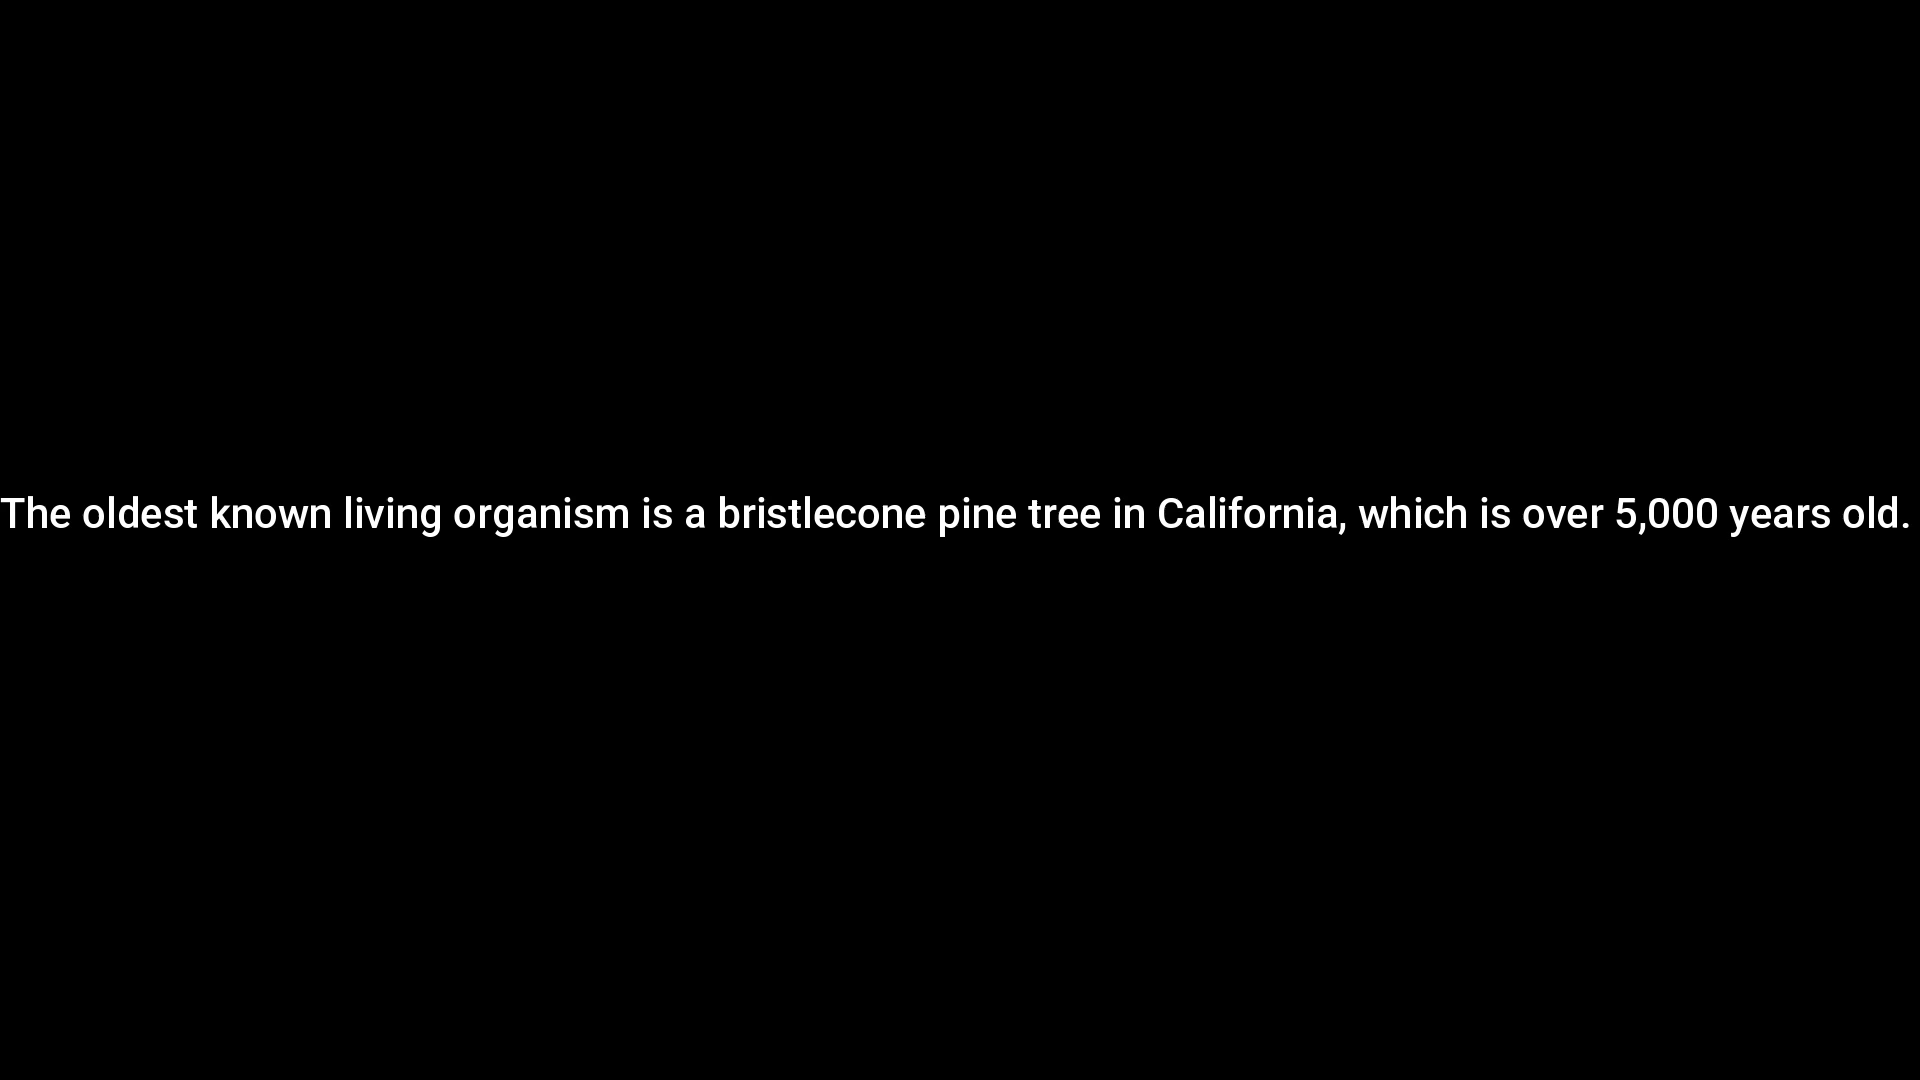 The oldest known living organism is a bristlecone pine tree in California, which is over 5,000 years old.